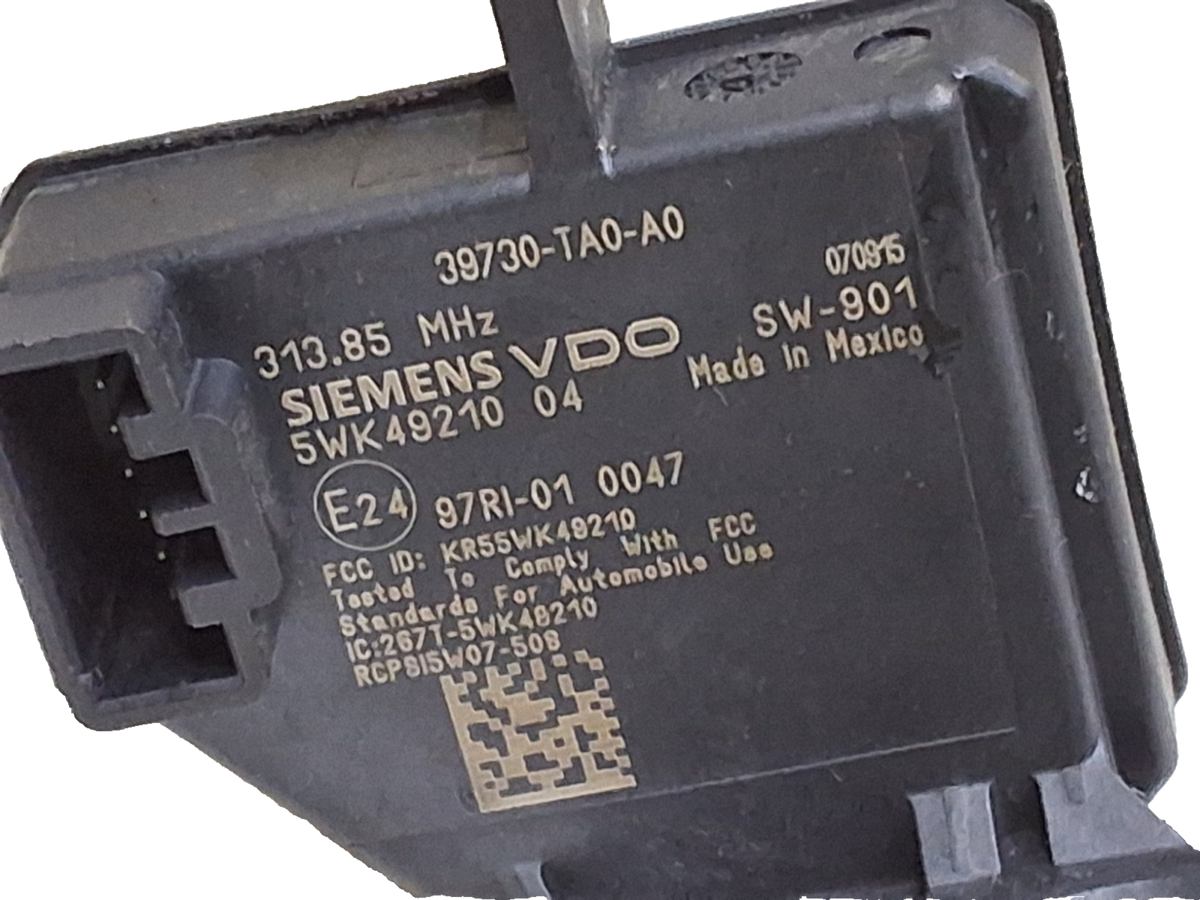 39730-TA0-A0
070915
313.85 MHz
SW-901
SIEMENS VDO
Made in Mexico
5WK49210 04
E24 97RI-01 0047
FCC ID: KR55WK49210
Tested To Comply With FCC
Standards For Automobile Use
IC:267T-5WK49210
RCPSI5W07-508